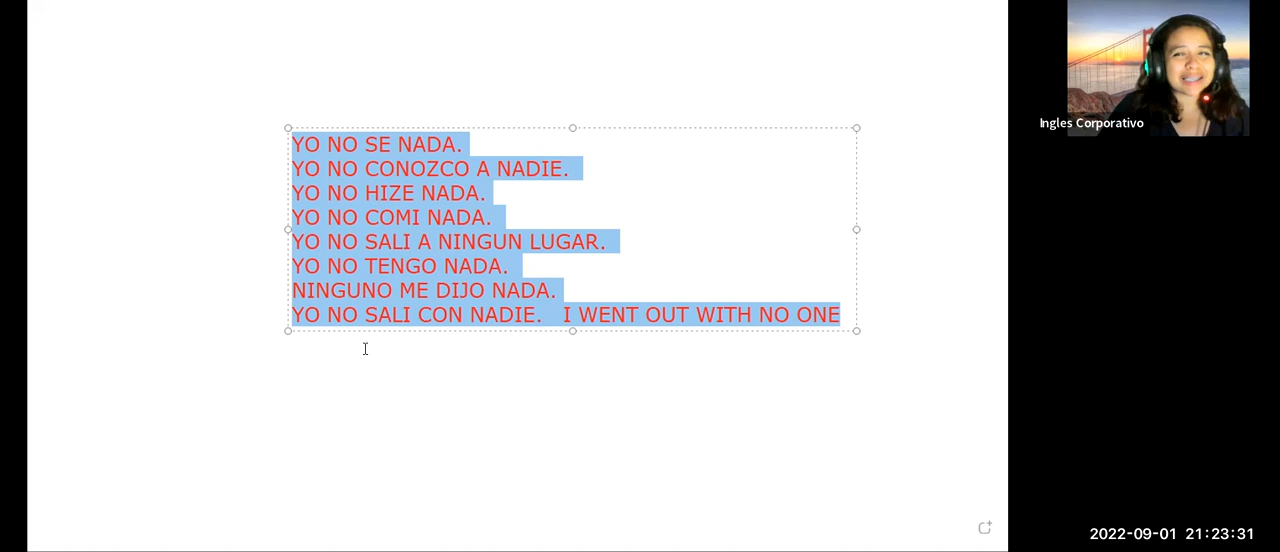 YO NO SE NADA.
YO NO CONOZCO A NADIE.
YO NO HIZE NADA.
YO NO COMI NADA.
YO NO SALI A NINGUN LUGAR.
YO NO TENGO NADA.
NINGUNO ME DIJO NADA.
YO NO SALI CON NADIE. I WENT OUT WITH NO ONE
Ingles Corporativo
2022-09-01 21:23:31